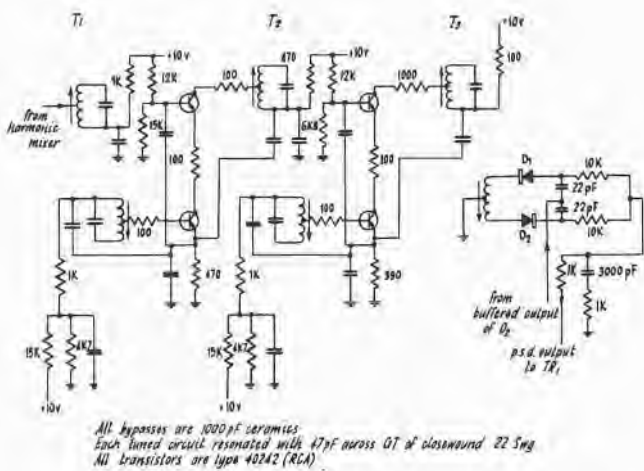 T1
T2
T3
+10v
+10v
+10v
1K
12K
15K
100
100
670
12K
6K8
1000
100
100
from
harmonic
mixer
100
100
1K
470
1K
390
15K
4K7
15K
4K7
+10v
+10v
D1
10K
22pF
22pF
D2
10K
1K
3000 pF
1K
from
buffered output
of O2
p.s.d. output
to TR1
All bypasses are 1000pF ceramics
Each tuned circuit resonated with 47pF across 0T of closewound 22 Swg
All transistors are type 40242 (RCA)